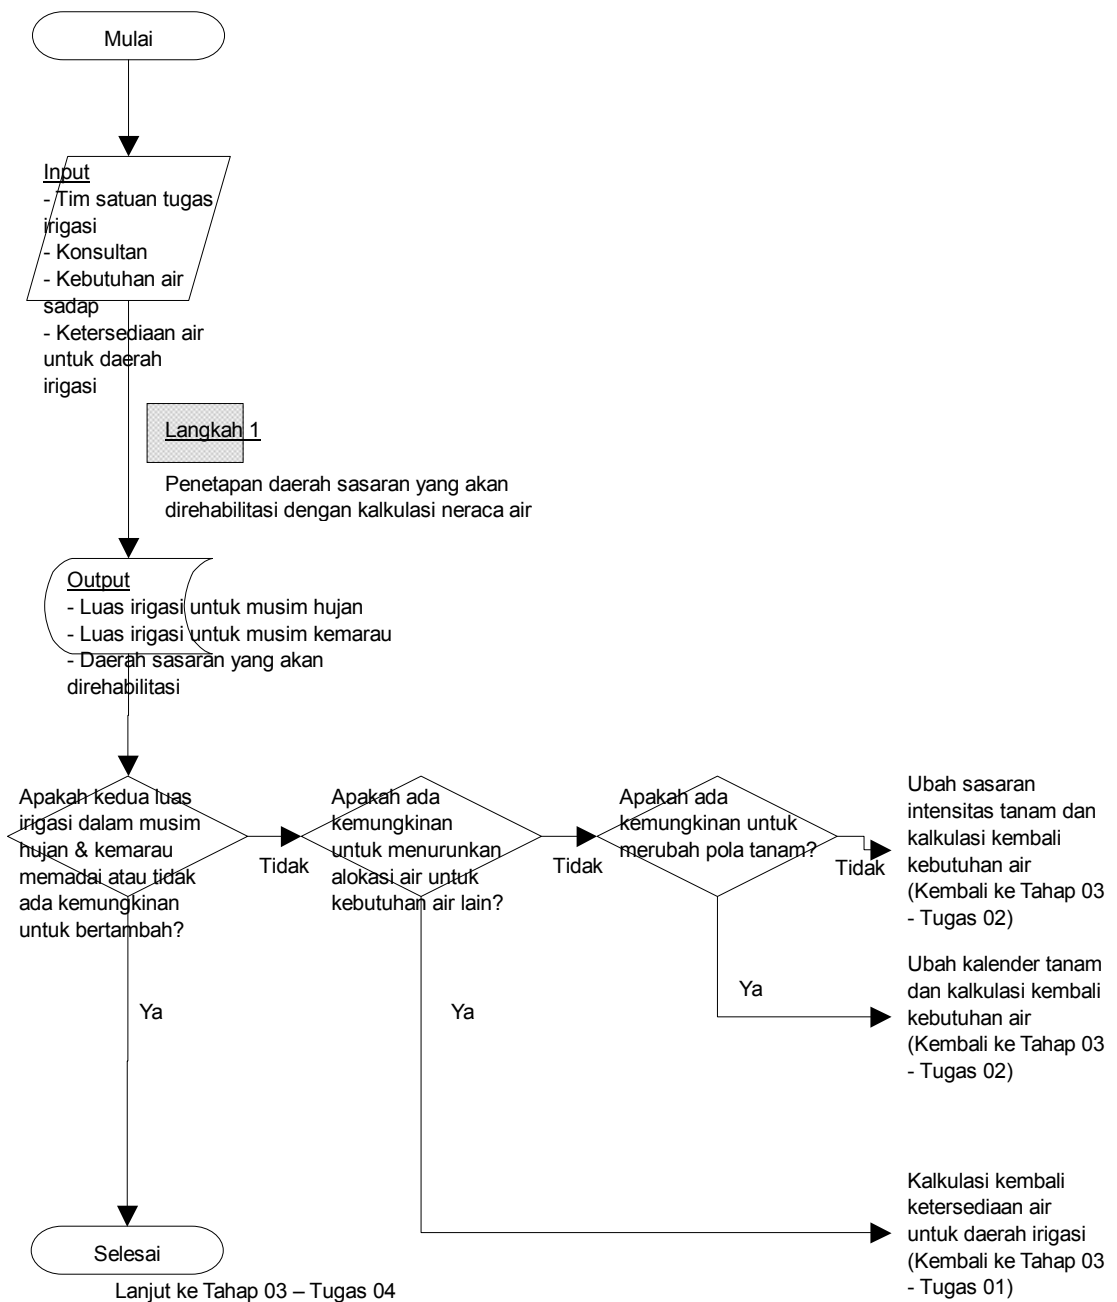 Mulai
Input
- Tim satuan tugas
irigasi
- Konsultan
- Kebutuhan air
sadap
- Ketersediaan air
untuk daerah
irigasi
Langkah 1
Penetapan daerah sasaran yang akan
direhabilitasi dengan kalkulasi neraca air
Output
- Luas irigasi untuk musim hujan
- Luas irigasi untuk musim kemarau
- Daerah sasaran yang akan
direhabilitasi
Apakah kedua luas
irigasi dalam musim
hujan & kemarau
memadai atau tidak
ada kemungkinan
untuk bertambah?
Tidak
Apakah ada
kemungkinan
untuk menurunkan
alokasi air untuk
kebutuhan air lain?
Tidak
Apakah ada
kemungkinan untuk
merubah pola tanam?
Tidak
Ubah sasaran
intensitas tanam dan
kalkulasi kembali
kebutuhan air
(Kembali ke Tahap 03
- Tugas 02)
Ya
Ya
Ya
Ubah kalender tanam
dan kalkulasi kembali
kebutuhan air
(Kembali ke Tahap 03
- Tugas 02)
Kalkulasi kembali
ketersediaan air
untuk daerah irigasi
(Kembali ke Tahap 03
- Tugas 01)
Selesai
Lanjut ke Tahap 03 – Tugas 04